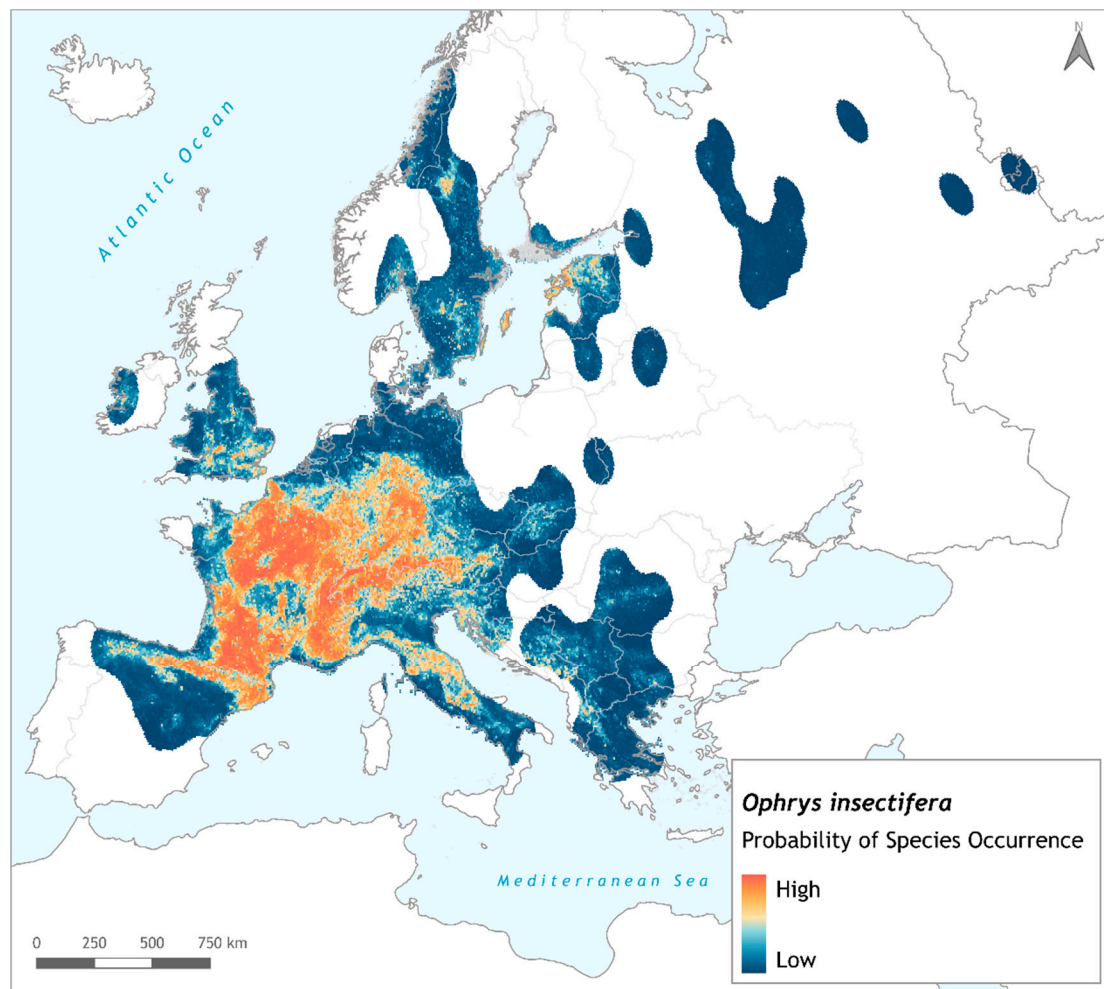 N
Atlantic Ocean
Mediterranean Sea
Ophrys insectifera
Probability of Species Occurrence
High
Low
0 250 500 750 km